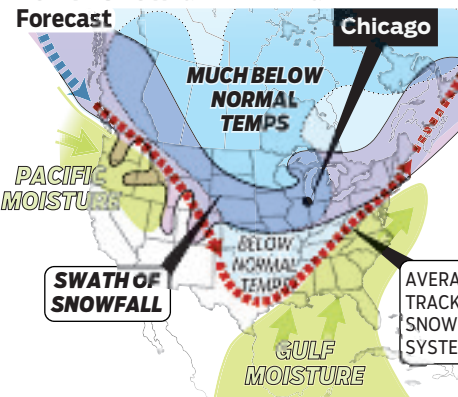 Forecast
Chicago
MUCH BELOW
NORMAL
TEMPS
PACIFIC
MOISTURE
BELOW
NORMAL
TEMPS
SWATH OF
SNOWFALL
AVERA
TRACK
SNOW
SYSTE
GULF
MOISTURE